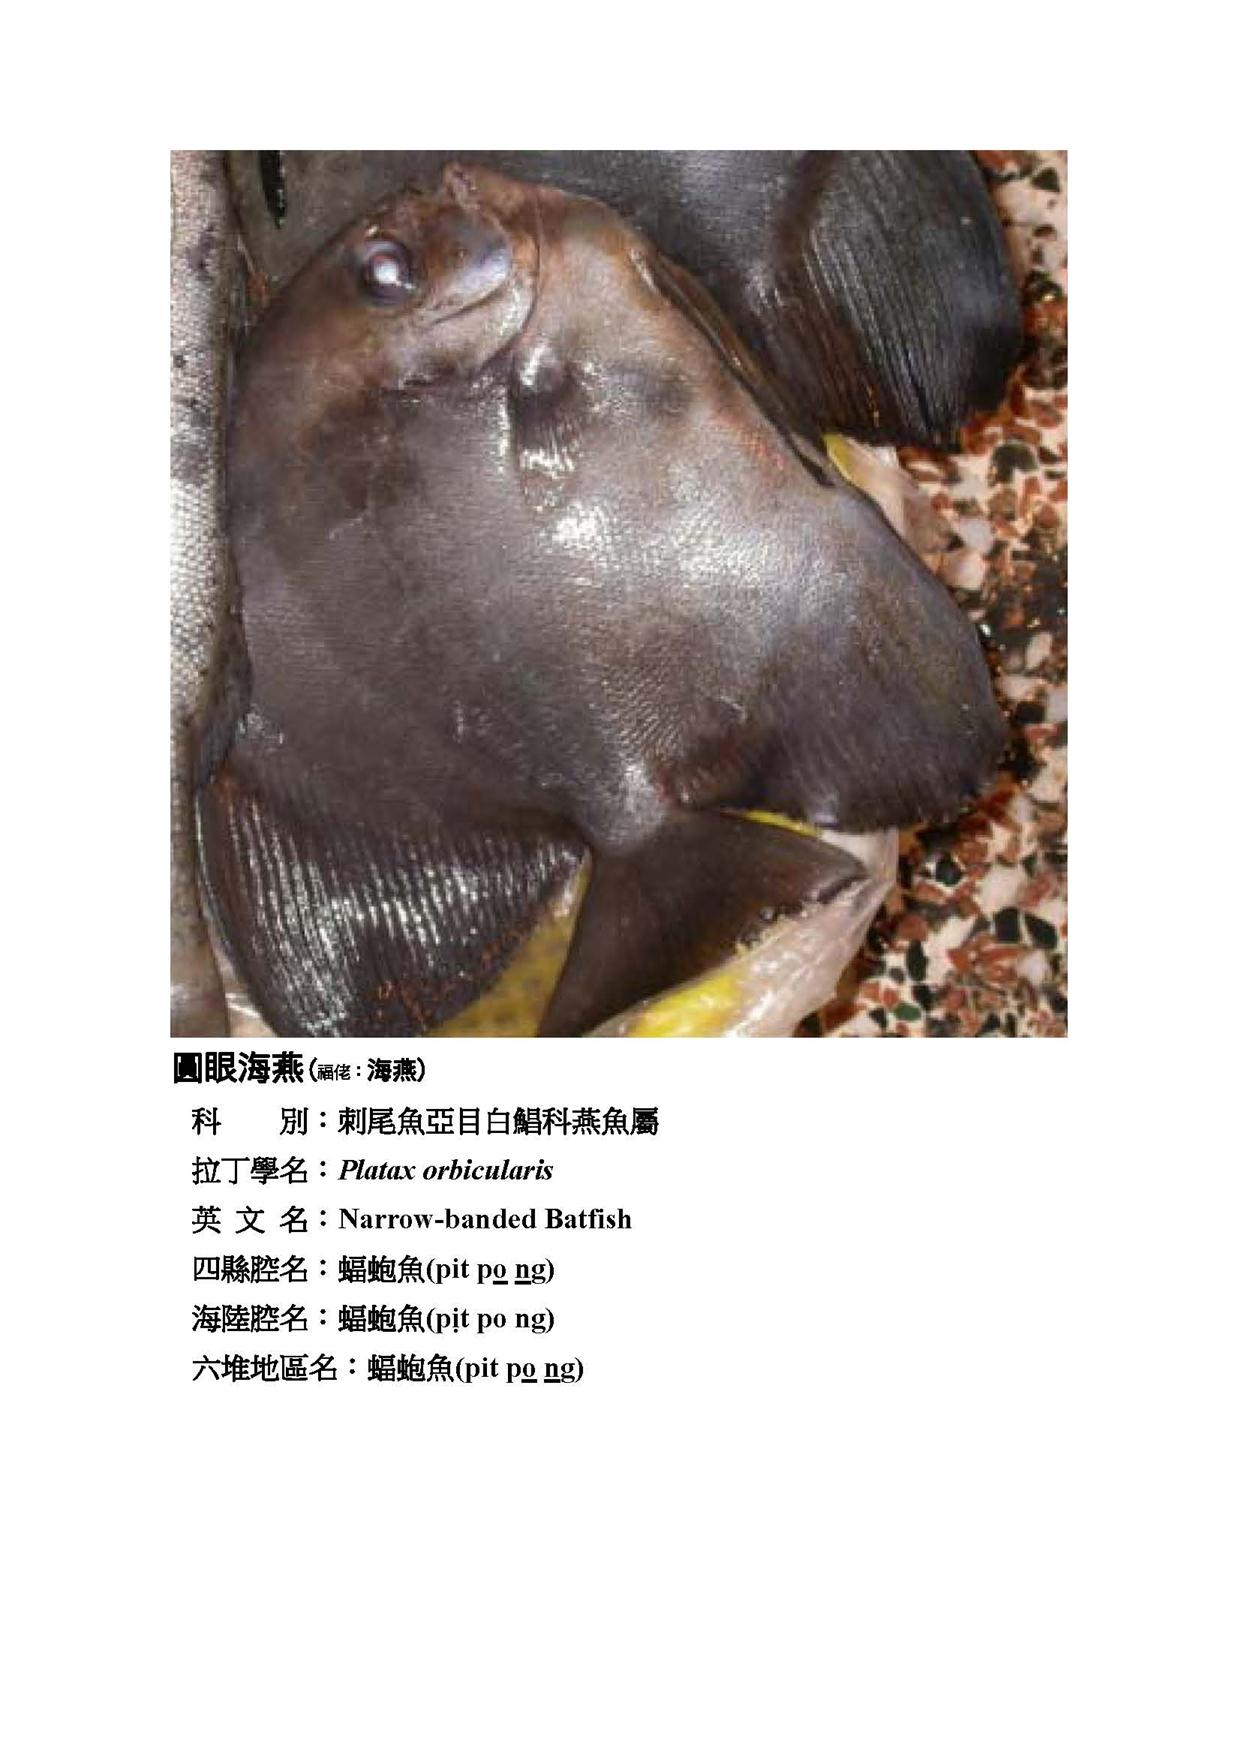 圓眼海燕(福佬：海燕)
科　　別：刺尾魚亞目白鯧科燕魚屬
拉丁學名：Platax orbicularis
英 文 名：Narrow-banded Batfish
四縣腔名：蝠䱐魚(pit po ng)
海陸腔名：蝠䱐魚(pịt po ng)
六堆地區名：蝠䱐魚(pit po ng)